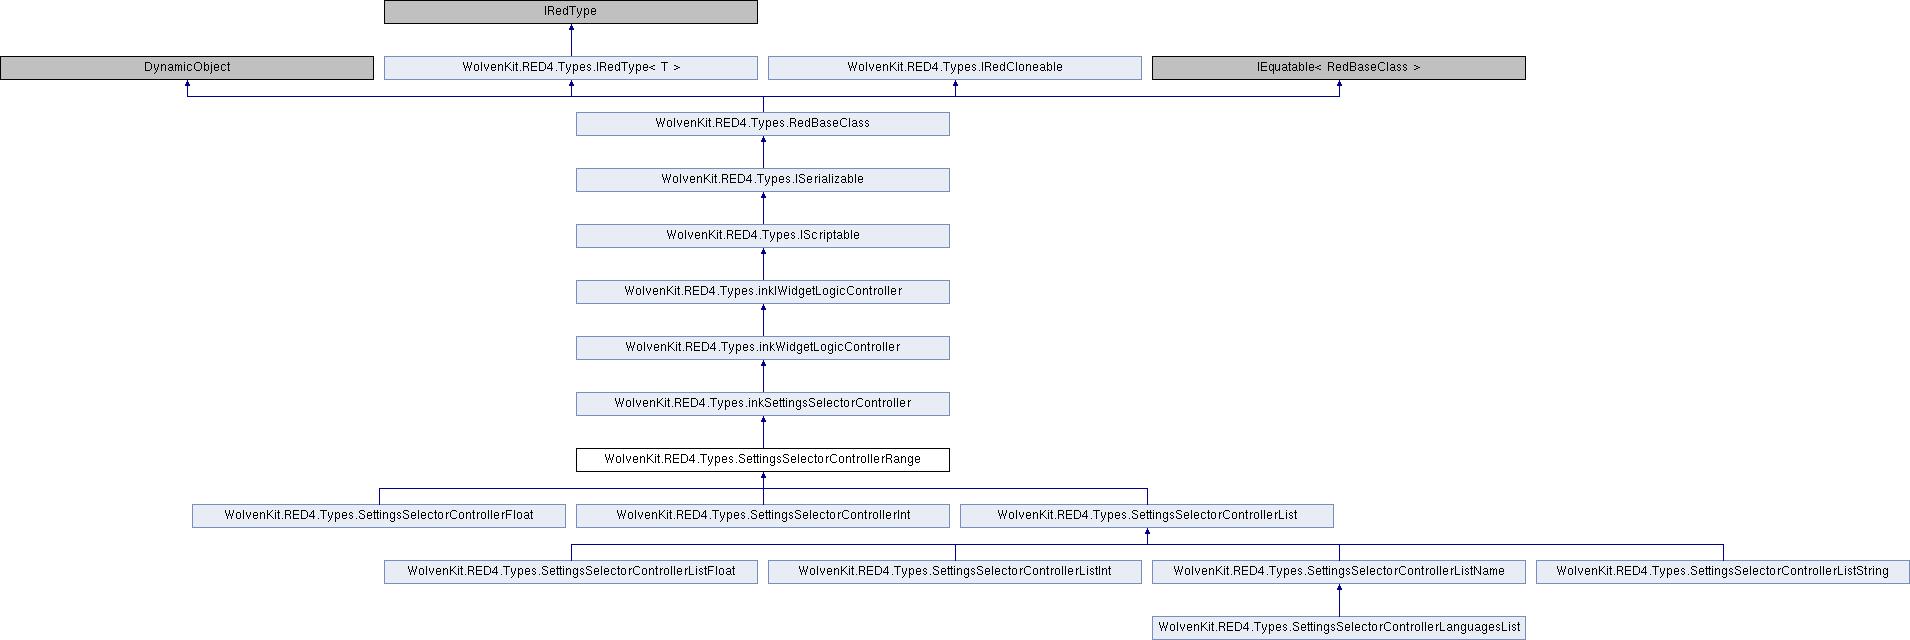 IRedType
DynamicObject
WolvenKit.RED4.Types.IRedType< T >
WolvenKit.RED4.Types.IRedCloneable
IEquatable< RedBaseClass >
WolvenKit.RED4.Types.RedBaseClass
WolvenKit.RED4.Types.ISerializable
WolvenKit.RED4.Types.IScriptable
WolvenKit.RED4.Types.inkIWidgetLogicController
WolvenKit.RED4.Types.inkWidgetLogicController
WolvenKit.RED4.Types.inkSettingsSelectorController
WolvenKit.RED4.Types.SettingsSelectorControllerRange
WolvenKit.RED4.Types.SettingsSelectorControllerFloat
WolvenKit.RED4.Types.SettingsSelectorControllerInt
WolvenKit.RED4.Types.SettingsSelectorControllerList
WolvenKit.RED4.Types.SettingsSelectorControllerListFloat
WolvenKit.RED4.Types.SettingsSelectorControllerListInt
WolvenKit.RED4.Types.SettingsSelectorControllerListName
WolvenKit.RED4.Types.SettingsSelectorControllerListString
WolvenKit.RED4.Types.SettingsSelectorControllerLanguagesList